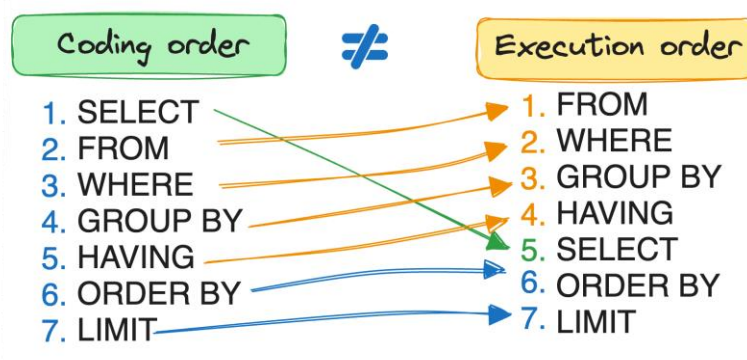 Coding order
≠
Execution order
1. SELECT
2. FROM
3. WHERE
4. GROUP BY
5. HAVING
6. ORDER BY
7. LIMIT
1. FROM
2. WHERE
3. GROUP BY
4. HAVING
5. SELECT
6. ORDER BY
7. LIMIT